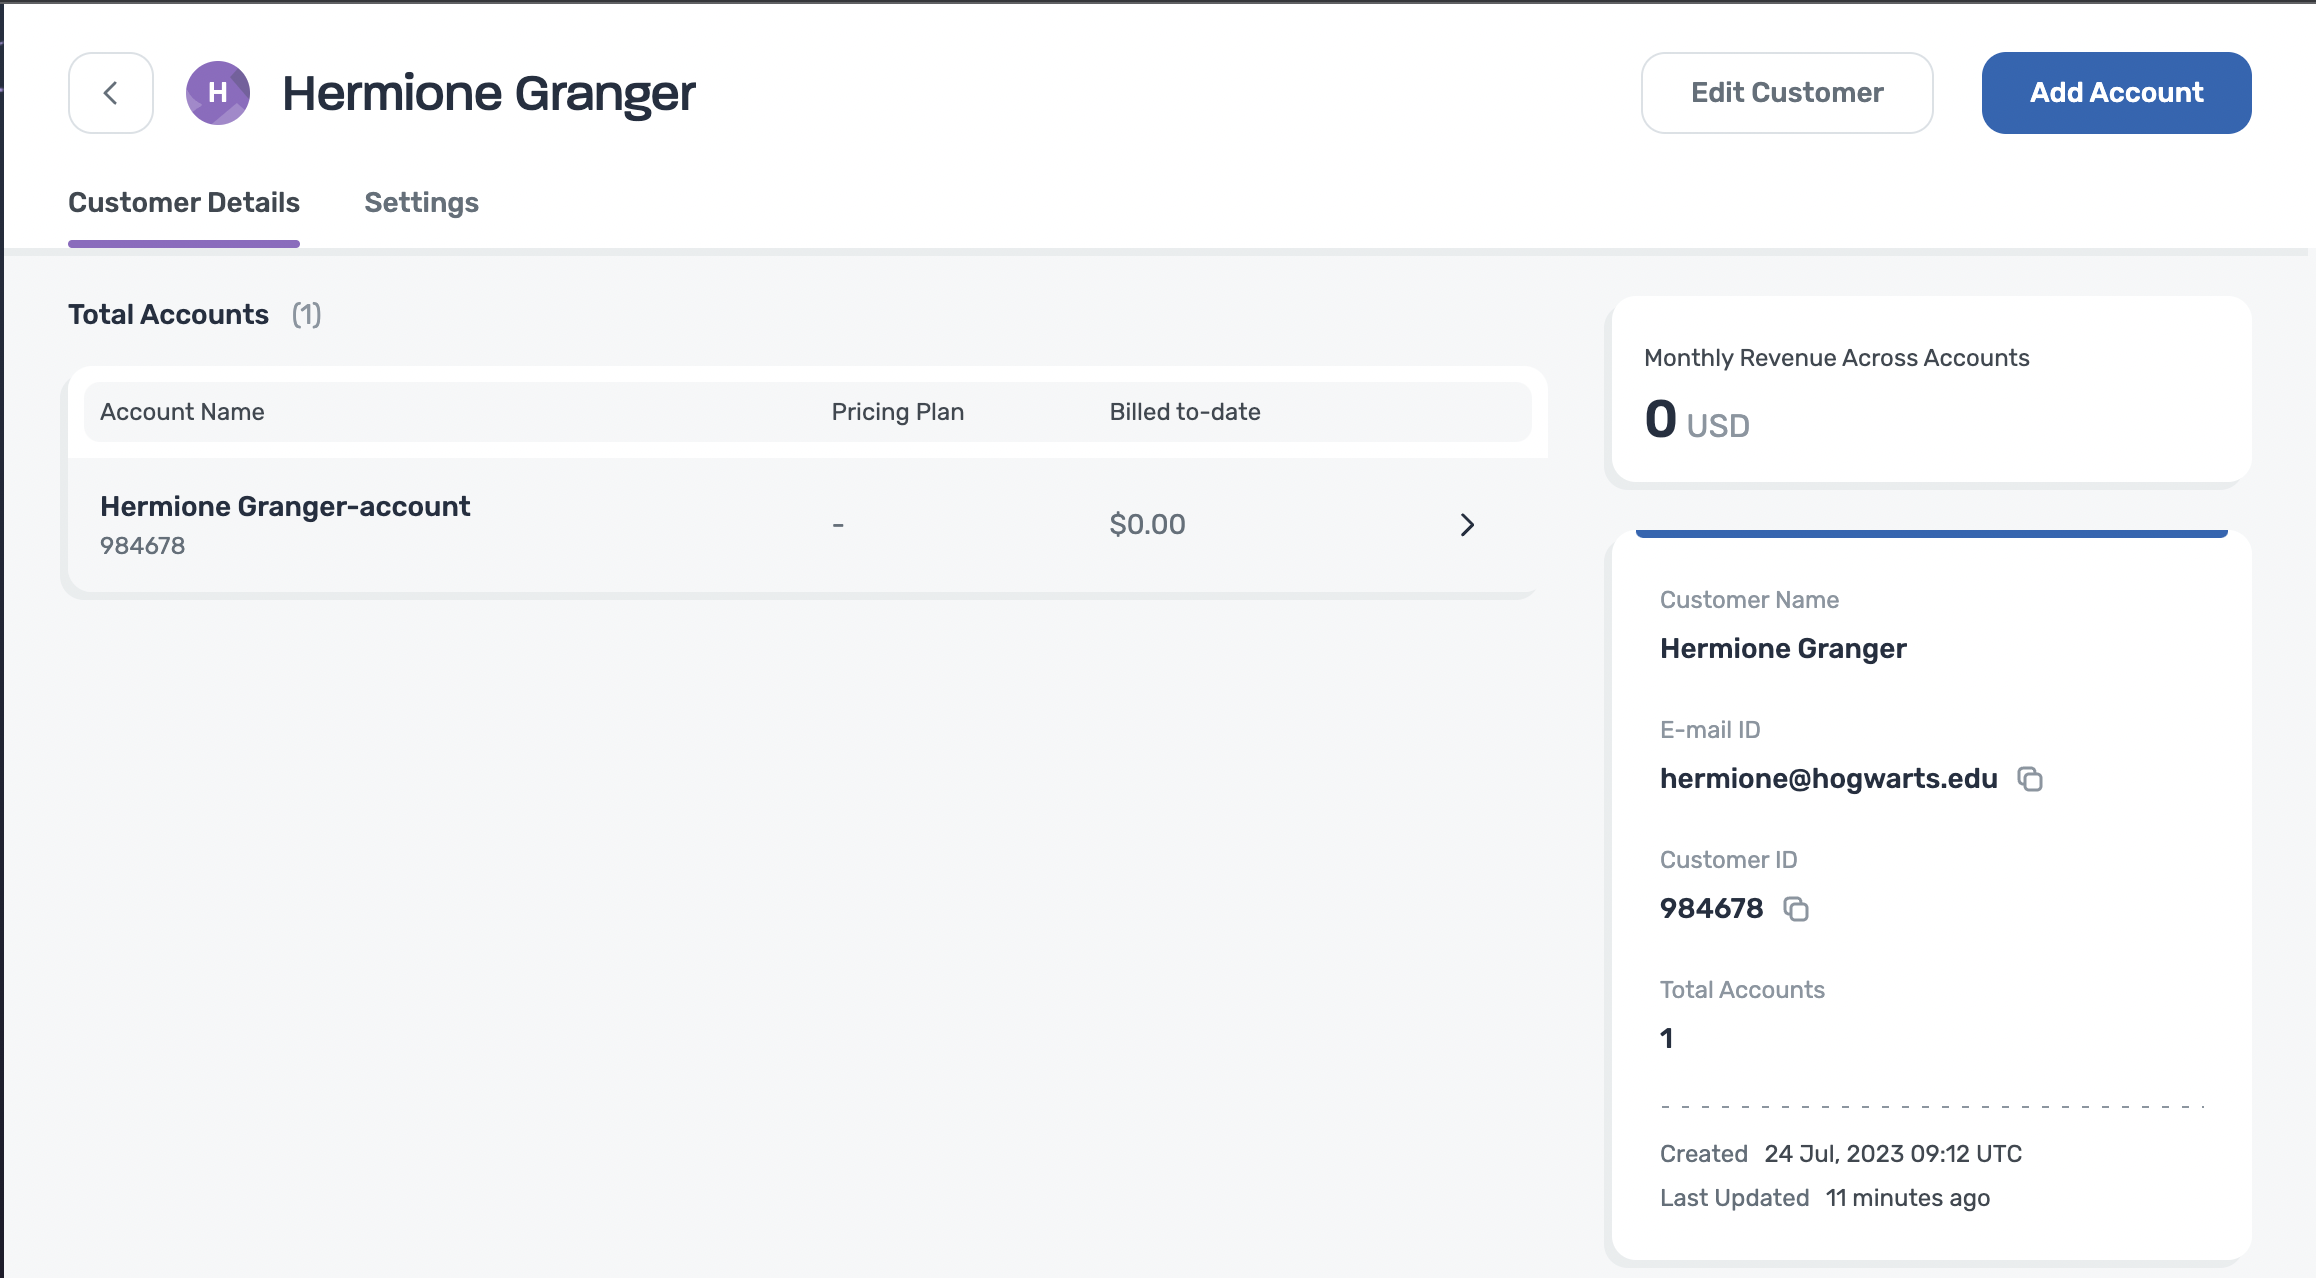 H Hermione Granger
Edit Customer
Add Account
Customer Details Settings
Total Accounts (1)
Account Name Pricing Plan Billed to-date
Hermione Granger-account - $0.00
984678
Monthly Revenue Across Accounts
0 USD
Customer Name
Hermione Granger
E-mail ID
hermione@hogwarts.edu
Customer ID
984678
Total Accounts
1
Created 24 Jul, 2023 09:12 UTC
Last Updated 11 minutes ago